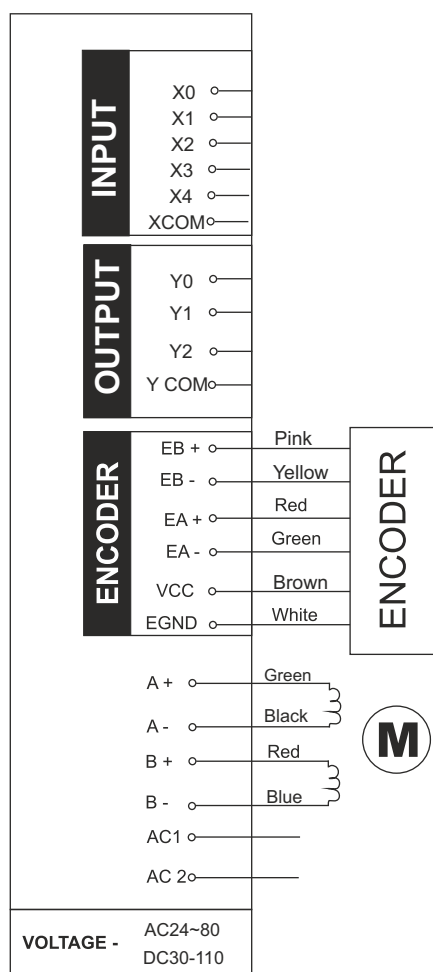 INPUT
X0
X1
X2
X3
X4
XCOM
OUTPUT
Y0
Y1
Y2
Y COM
ENCODER
EB + Pink
EB - Yellow
EA + Red
EA - Green
VCC Brown
EGND White
ENCODER
A + Green
A - Black
B + Red
B - Blue
M
AC1
AC 2
VOLTAGE - AC24~80
DC30-110